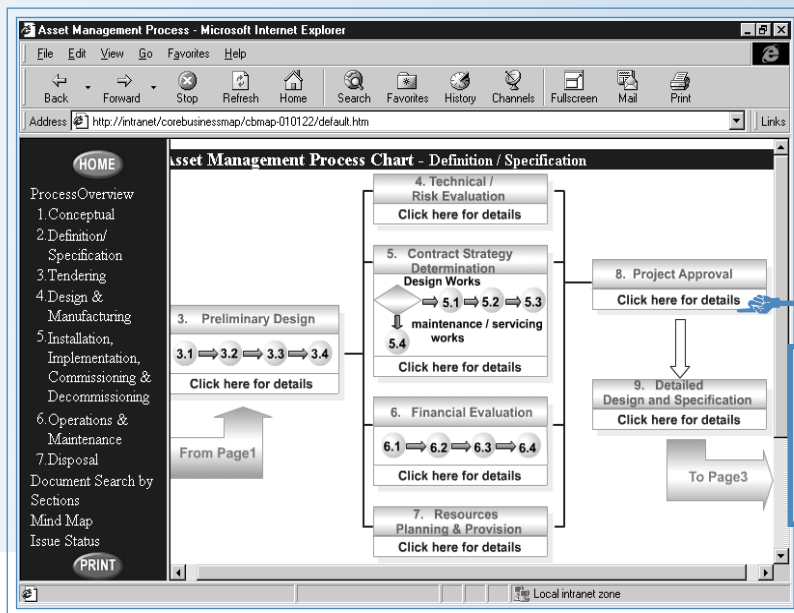 Asset Management Process - Microsoft Internet Explorer
File Edit View Go Favorites Help
Back Forward Stop Refresh Home Search Favorites History Channels Fullscreen Mail Print
Address http://intranet/corebusinessmap/cbmap-010122/default.htm Links
HOME
ProcessOverview
1.Conceptual
2.Definition/
Specification
3.Tendering
4.Design &
Manufacturing
5.Installation,
Implementation,
Commissioning &
Decommissioning
6.Operations &
Maintenance
7.Disposal
Document Search by
Sections
Mind Map
Issue Status
PRINT
Asset Management Process Chart - Definition / Specification
3. Preliminary Design
3.1 3.2 3.3 3.4
Click here for details
From Page1
4. Technical /
Risk Evaluation
Click here for details
5. Contract Strategy
Determination
Design Works
5.1 5.2 5.3
maintenance / servicing
works
5.4
Click here for details
6. Financial Evaluation
6.1 6.2 6.3 6.4
Click here for details
7. Resources
Planning & Provision
Click here for details
8. Project Approval
Click here for details
9. Detailed
Design and Specification
Click here for details
To Page3
Local intranet zone